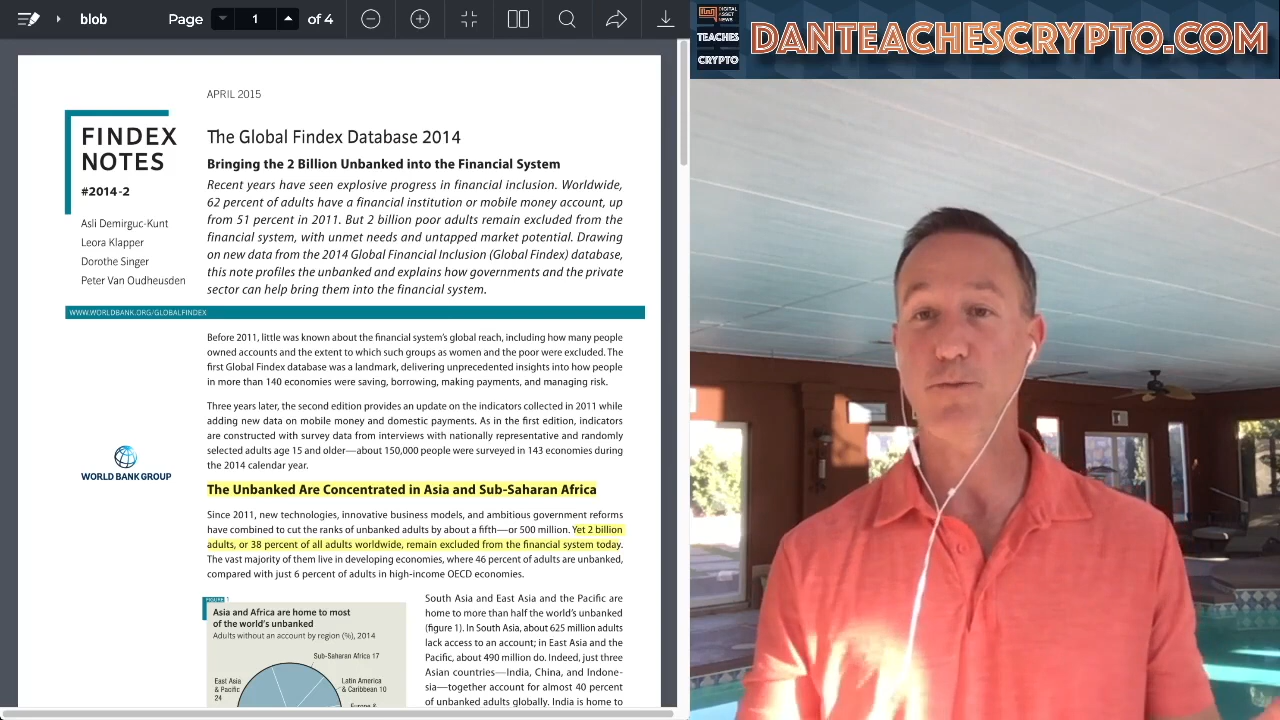 blob
Page
1
of 4
DIGITAL
ASSET
NEWS
TEACHES
CRYPTO
DANTEACHESCRYPTO.COM
APRIL 2015
FINDEX
NOTES
#2014-2
Asli Demirguc-Kunt
Leora Klapper
Dorothe Singer
Peter Van Oudheusden
The Global Findex Database 2014
Bringing the 2 Billion Unbanked into the Financial System
Recent years have seen explosive progress in financial inclusion. Worldwide,
62 percent of adults have a financial institution or mobile money account, up
from 51 percent in 2011. But 2 billion poor adults remain excluded from the
financial system, with unmet needs and untapped market potential. Drawing
on new data from the 2014 Global Financial Inclusion (Global Findex) database,
this note profiles the unbanked and explains how governments and the private
sector can help bring them into the financial system.
WWW.WORLDBANK.ORG/GLOBALFINDEX
Before 2011, little was known about the financial system's global reach, including how many people
owned accounts and the extent to which such groups as women and the poor were excluded. The
first Global Findex database was a landmark, delivering unprecedented insights into how people
in more than 140 economies were saving, borrowing, making payments, and managing risk.
Three years later, the second edition provides an update on the indicators collected in 2011 while
adding new data on mobile money and domestic payments. As in the first edition, indicators
are constructed with survey data from interviews with nationally representative and randomly
selected adults age 15 and older—about 150,000 people were surveyed in 143 economies during
the 2014 calendar year.
WORLD BANK GROUP
The Unbanked Are Concentrated in Asia and Sub-Saharan Africa
Since 2011, new technologies, innovative business models, and ambitious government reforms
have combined to cut the ranks of unbanked adults by about a fifth—or 500 million. Yet 2 billion
adults, or 38 percent of all adults worldwide, remain excluded from the financial system today.
The vast majority of them live in developing economies, where 46 percent of adults are unbanked,
compared with just 6 percent of adults in high-income OECD economies.
FIGURE 1
Asia and Africa are home to most
of the world's unbanked
Adults without an account by region (%), 2014
Sub-Saharan Africa 17
East Asia
& Pacific
24
Latin America
& Caribbean 10
Europe &
South Asia and East Asia and the Pacific are
home to more than half the world's unbanked
(figure 1). In South Asia, about 625 million adults
lack access to an account; in East Asia and the
Pacific, about 490 million do. Indeed, just three
Asian countries—India, China, and Indone-
sia—together account for almost 40 percent
of unbanked adults globally. India is home to